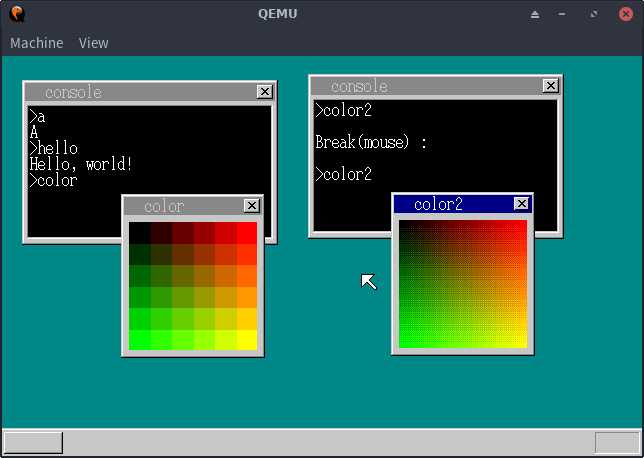 QEMU
Machine View
console
>a
A
>hello
Hello, world!
>color
console
>color2
Break(mouse) :
>color2
color
color2